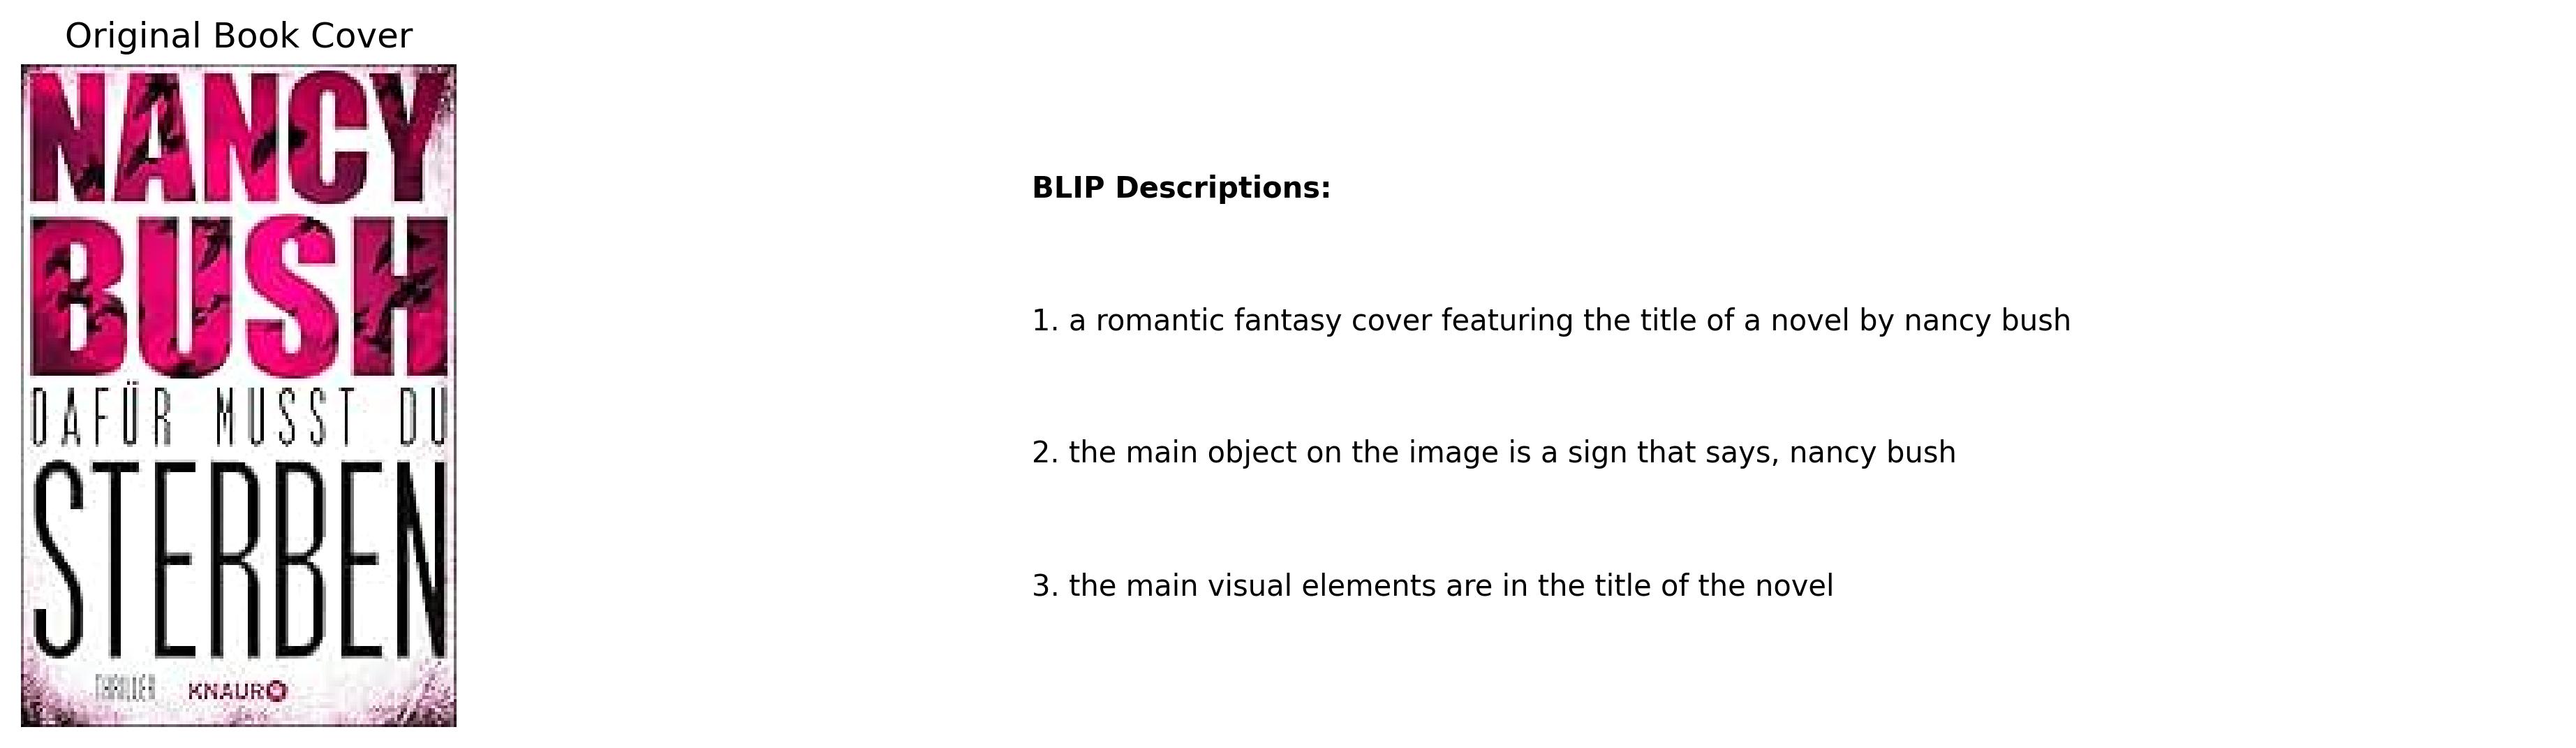 Original Book Cover
NANCY
BUSH
DAFÜR MUSST DU
STERBEN
THRILLER KNAUR
BLIP Descriptions:
1. a romantic fantasy cover featuring the title of a novel by nancy bush
2. the main object on the image is a sign that says, nancy bush
3. the main visual elements are in the title of the novel